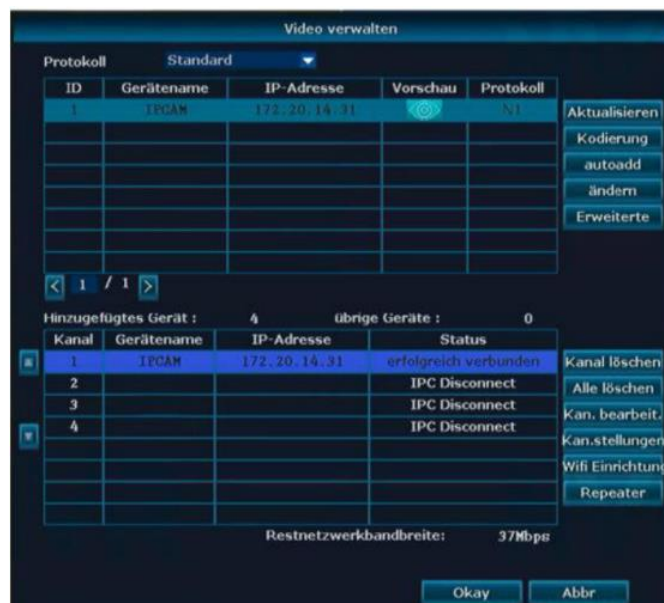 Video verwalten
Protokoll Standard
ID Gerätename IP-Adresse Vorschau Protokoll
1 IPCAM 172.20.14.31 N1
Aktualisieren
Kodierung
autoadd
ändern
Erweiterte
< 1 / 1 >
Hinzugefügtes Gerät : 4 übrige Geräte : 0
Kanal Gerätename IP-Adresse Status
1 IPCAM 172.20.14.31 erfolgreich verbunden
2 IPC Disconnect
3 IPC Disconnect
4 IPC Disconnect
Kanal löschen
Alle löschen
Kan. bearbeit.
Kan.stellungen
Wifi Einrichtung
Repeater
Restnetzwerkbandbreite: 37Mbps
Okay Abbr